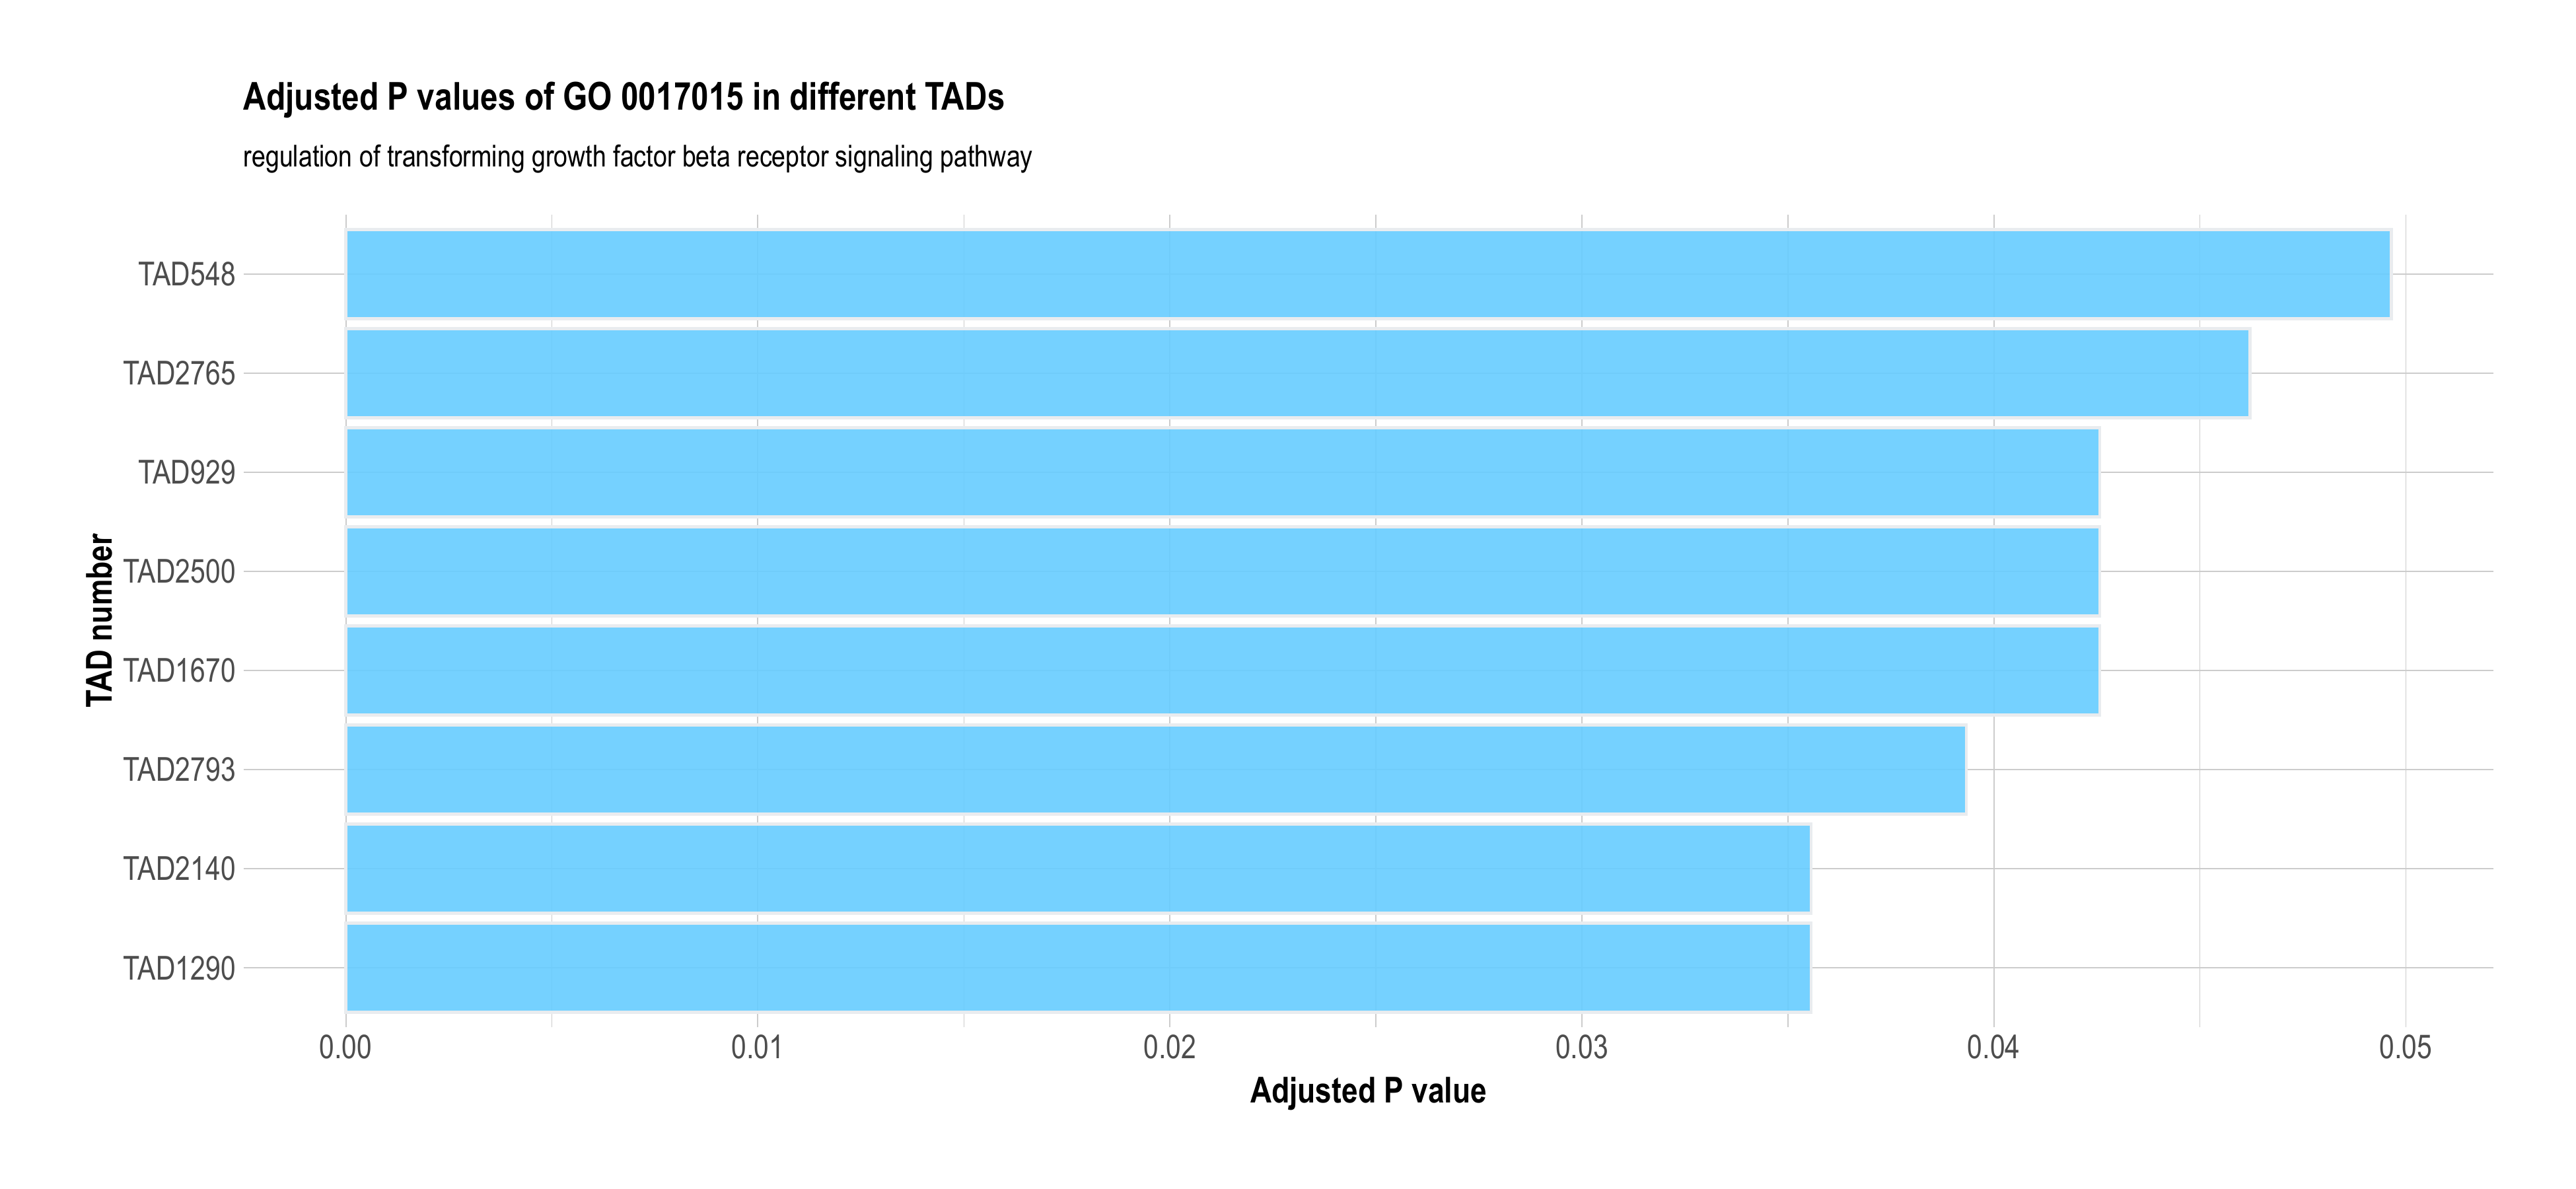 Adjusted P values of GO 0017015 in different TADs
regulation of transforming growth factor beta receptor signaling pathway
TAD number
TAD548
TAD2765
TAD929
TAD2500
TAD1670
TAD2793
TAD2140
TAD1290
0.00 0.01 0.02 0.03 0.04 0.05
Adjusted P value